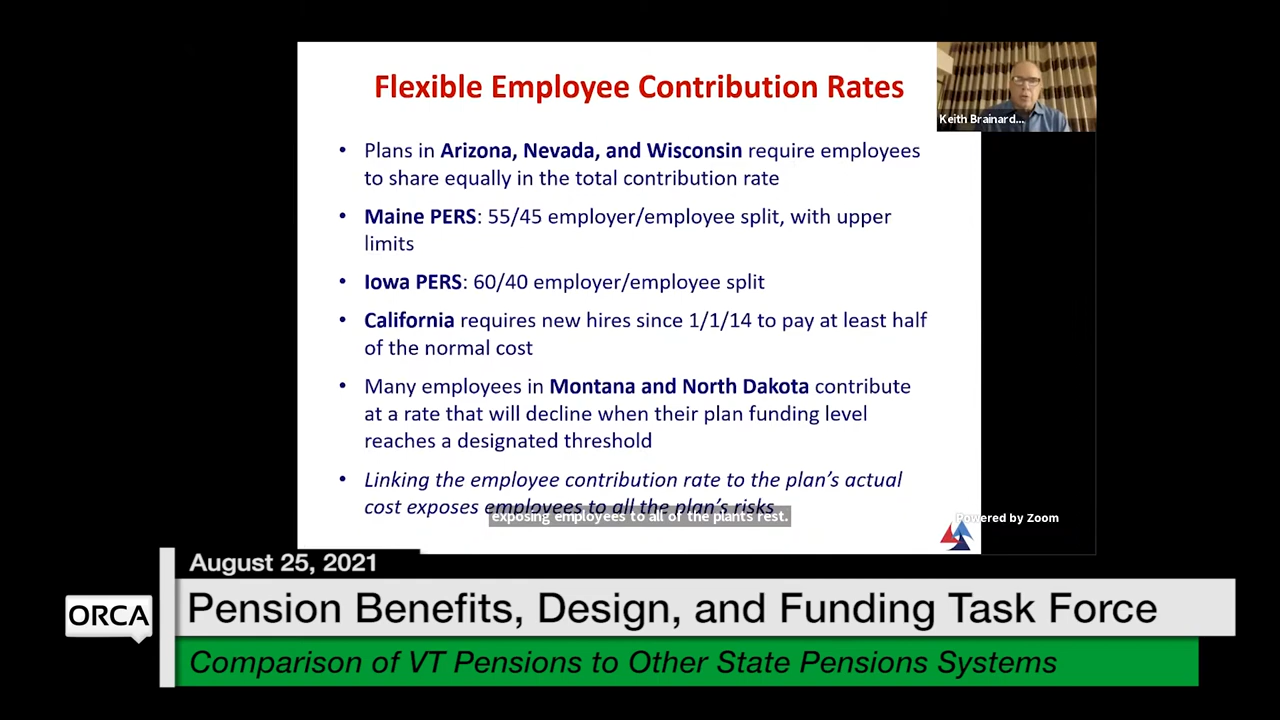 Flexible Employee Contribution Rates
Keith Brainard...
• Plans in Arizona, Nevada, and Wisconsin require employees
to share equally in the total contribution rate
• Maine PERS: 55/45 employer/employee split, with upper
limits
• Iowa PERS: 60/40 employer/employee split
• California requires new hires since 1/1/14 to pay at least half
of the normal cost
• Many employees in Montana and North Dakota contribute
at a rate that will decline when their plan funding level
reaches a designated threshold
• Linking the employee contribution rate to the plan's actual
cost exposes employees to all the plan's risks
exposing employees to all of the plant's rest.
Powered by Zoom
August 25, 2021
ORCA
Pension Benefits, Design, and Funding Task Force
Comparison of VT Pensions to Other State Pensions Systems